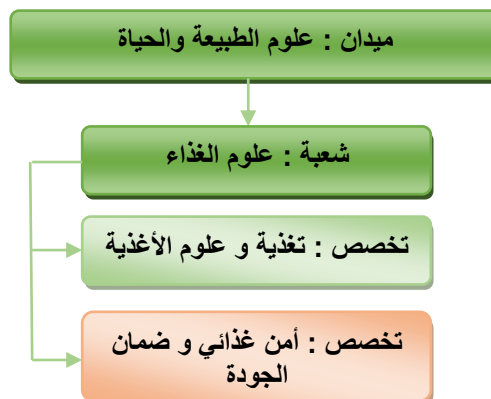 ميدان : علوم الطبيعة والحياة
شعبة : علوم الغذاء
تخصص : تغذية و علوم الأغذية
تخصص : أمن غذائي و ضمان
الجودة